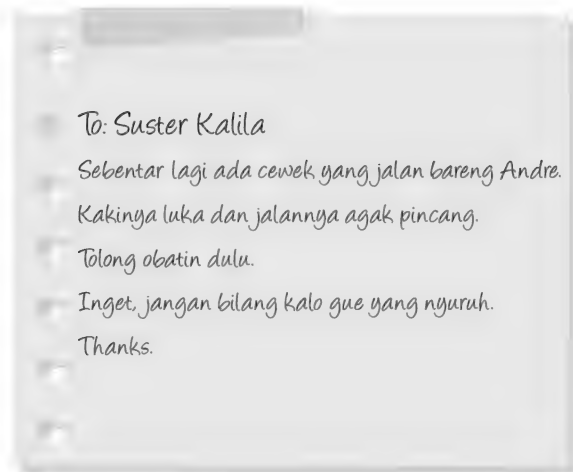 To: Suster Kalila
Sebentar lagi ada cewek yang jalan bareng Andre.
Kakinya luka dan jalannya agak pincang.
Tolong obatin dulu.
Inget, jangan bilang kalo gue yang nyuruh.
Thanks.